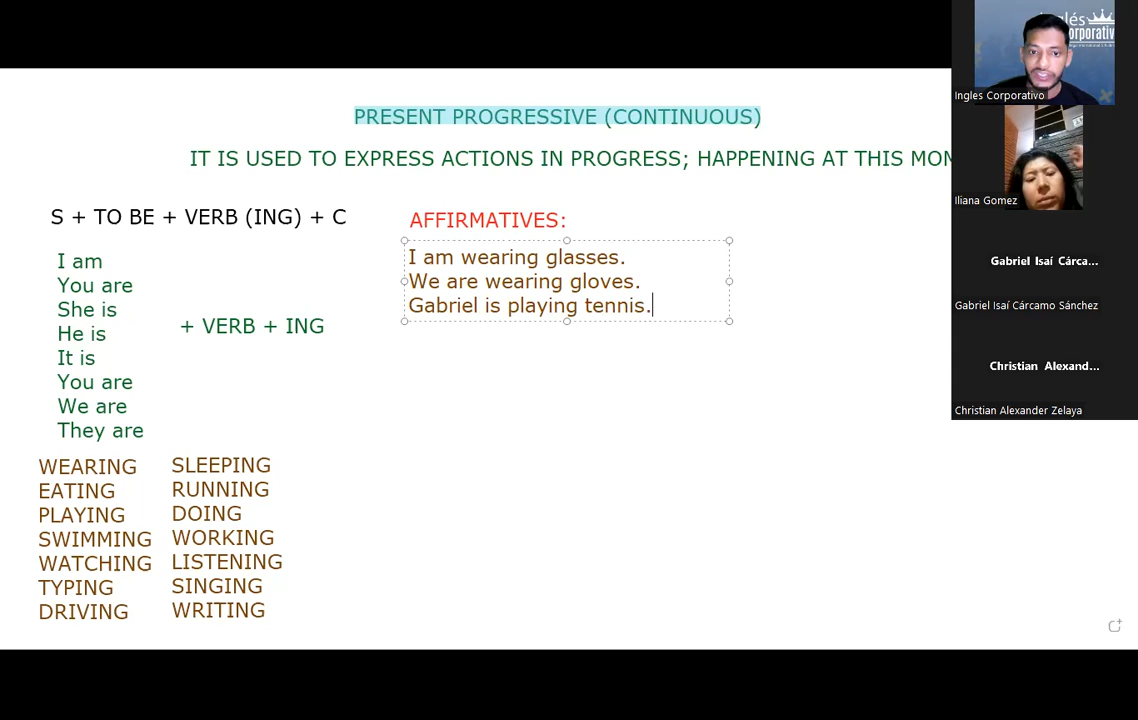 PRESENT PROGRESSIVE (CONTINUOUS)
IT IS USED TO EXPRESS ACTIONS IN PROGRESS; HAPPENING AT THIS MOM
S + TO BE + VERB (ING) + C
I am
You are
She is
He is
It is
You are
We are
They are
+ VERB + ING
WEARING
EATING
PLAYING
SWIMMING
WATCHING
TYPING
DRIVING
SLEEPING
RUNNING
DOING
WORKING
LISTENING
SINGING
WRITING
AFFIRMATIVES:
I am wearing glasses.
We are wearing gloves.
Gabriel is playing tennis.
Ingles Corporativo
Iliana Gomez
Gabriel Isaí Cárca...
Gabriel Isaí Cárcamo Sánchez
Christian Alexand...
Christian Alexander Zelaya